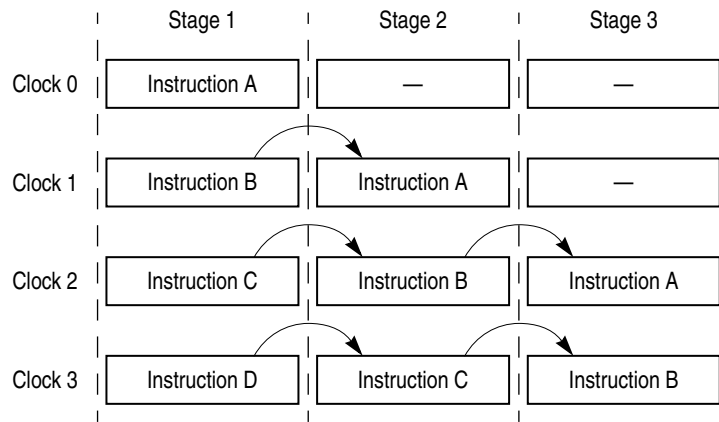 Stage 1 Stage 2 Stage 3
Clock 0 Instruction A — —
Clock 1 Instruction B Instruction A —
Clock 2 Instruction C Instruction B Instruction A
Clock 3 Instruction D Instruction C Instruction B